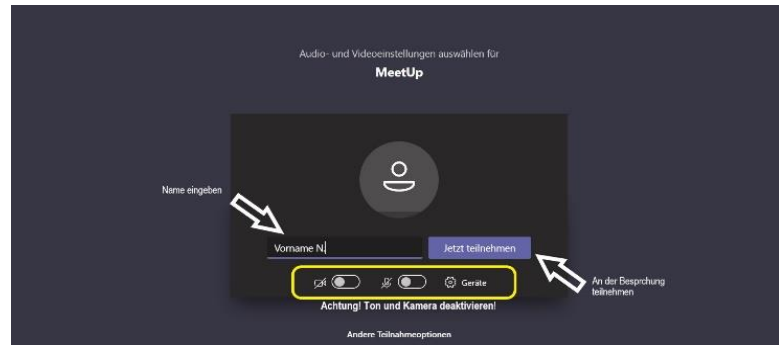 Audio- und Videoeinstellungen auswählen für
MeetUp
Name eingeben
Vorname N.
Jetzt teilnehmen
Geräte
An der Besprchung
teilnehmen
Achtung! Ton und Kamera deaktivieren!
Andere Teilnahmeoptionen